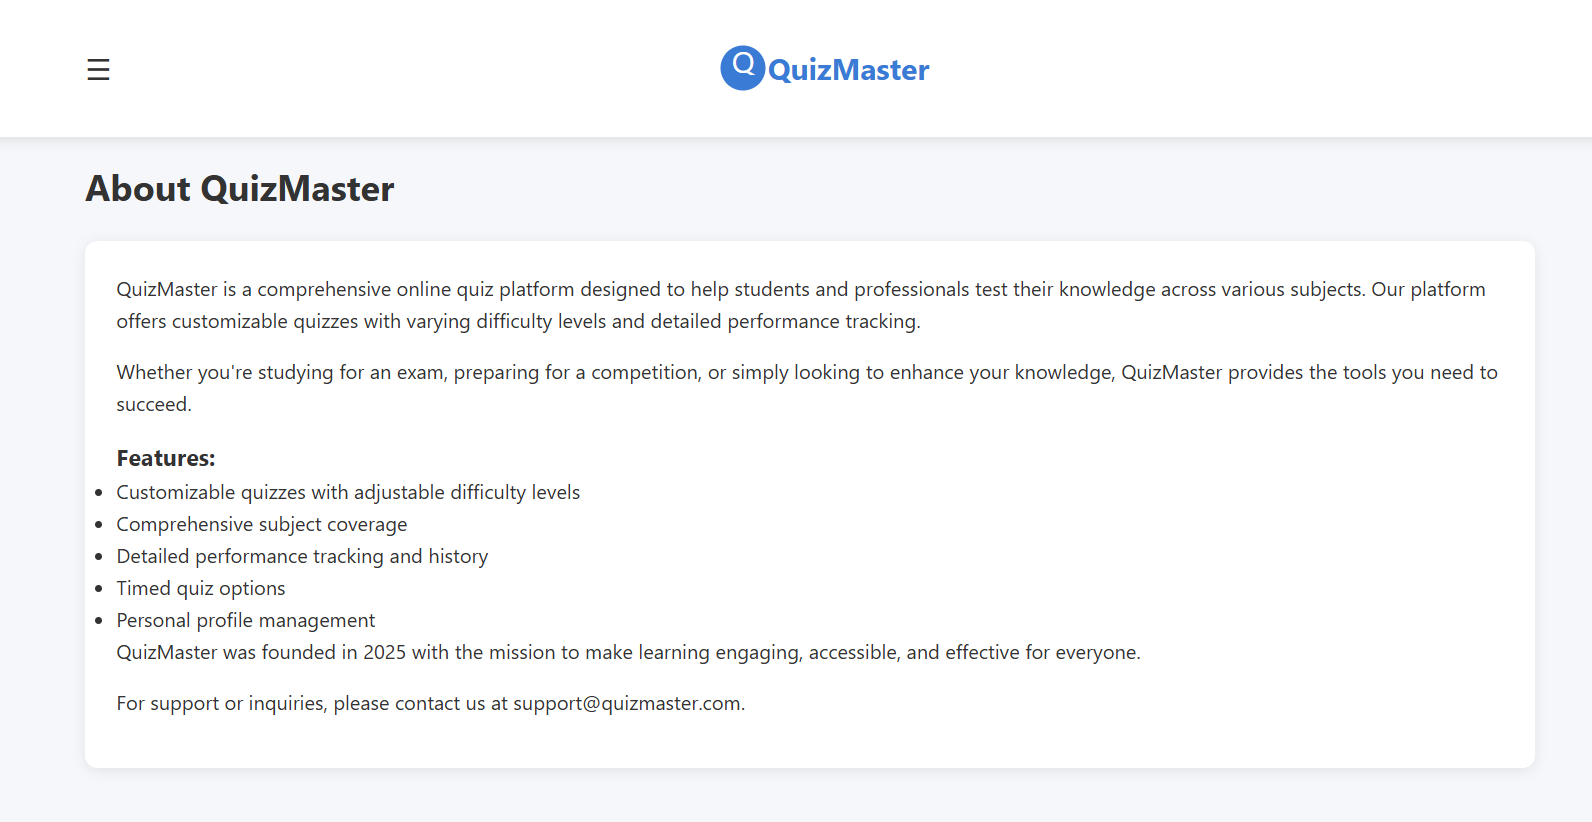 Q QuizMaster
About QuizMaster
QuizMaster is a comprehensive online quiz platform designed to help students and professionals test their knowledge across various subjects. Our platform
offers customizable quizzes with varying difficulty levels and detailed performance tracking.
Whether you're studying for an exam, preparing for a competition, or simply looking to enhance your knowledge, QuizMaster provides the tools you need to
succeed.
Features:
• Customizable quizzes with adjustable difficulty levels
• Comprehensive subject coverage
• Detailed performance tracking and history
• Timed quiz options
• Personal profile management
QuizMaster was founded in 2025 with the mission to make learning engaging, accessible, and effective for everyone.
For support or inquiries, please contact us at support@quizmaster.com.